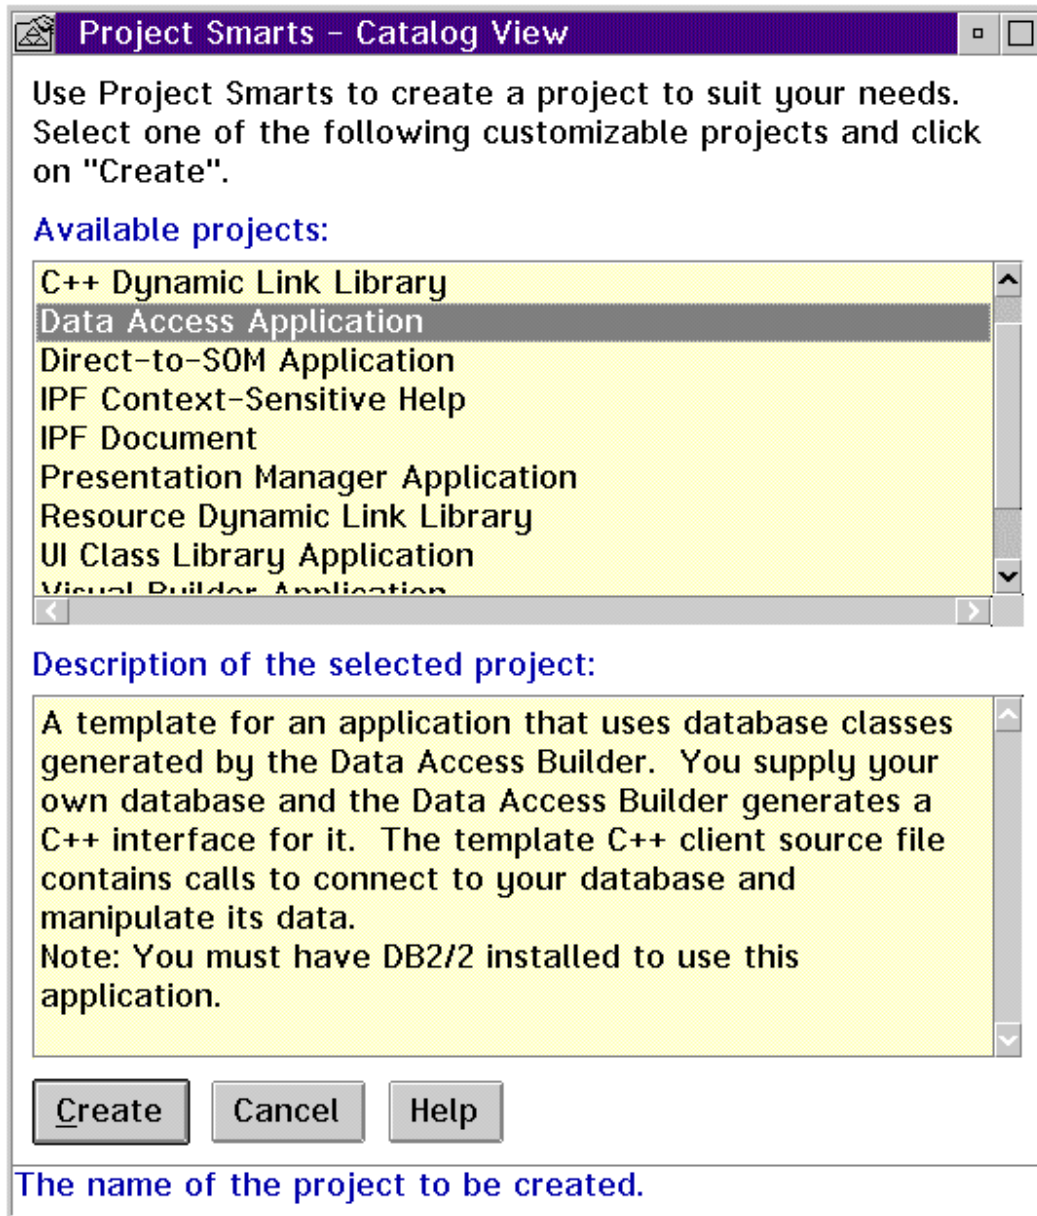 Project Smarts - Catalog View
Use Project Smarts to create a project to suit your needs.
Select one of the following customizable projects and click
on "Create".
Available projects:
C++ Dynamic Link Library
Data Access Application
Direct-to-SOM Application
IPF Context-Sensitive Help
IPF Document
Presentation Manager Application
Resource Dynamic Link Library
UI Class Library Application
Visual Builder Application
Description of the selected project:
A template for an application that uses database classes
generated by the Data Access Builder.  You supply your
own database and the Data Access Builder generates a
C++ interface for it.  The template C++ client source file
contains calls to connect to your database and
manipulate its data.
Note: You must have DB2/2 installed to use this
application.
Create
Cancel
Help
The name of the project to be created.